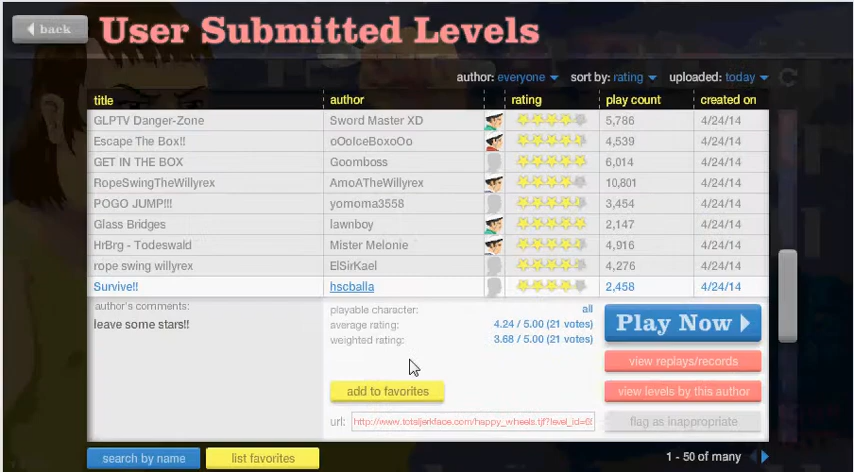 back
User Submitted Levels
author: everyone sort by: rating uploaded: today
title author rating play count created on
GLPTV Danger-Zone Sword Master XD 5,786 4/24/14
Escape The Box!! oOoIceBoxoOo 4,539 4/24/14
GET IN THE BOX Goomboss 6,014 4/24/14
RopeSwingTheWillyrex AmoATheWillyrex 10,801 4/24/14
POGO JUMP!!! yomoma3558 3,454 4/24/14
Glass Bridges lawnboy 2,147 4/24/14
HrBrg - Todeswald Mister Melonie 4,916 4/24/14
rope swing willyrex ElSirKael 4,276 4/24/14
Survive!! hscballa 2,458 4/24/14
author's comments:
leave some stars!!
playable character: all
average rating: 4.24 / 5.00 (21 votes)
weighted rating: 3.68 / 5.00 (21 votes)
Play Now
view replays/records
add to favorites
view levels by this author
url: http://www.totaljerkface.com/happy_wheels.tjf?level_id=6
flag as inappropriate
search by name list favorites 1 - 50 of many